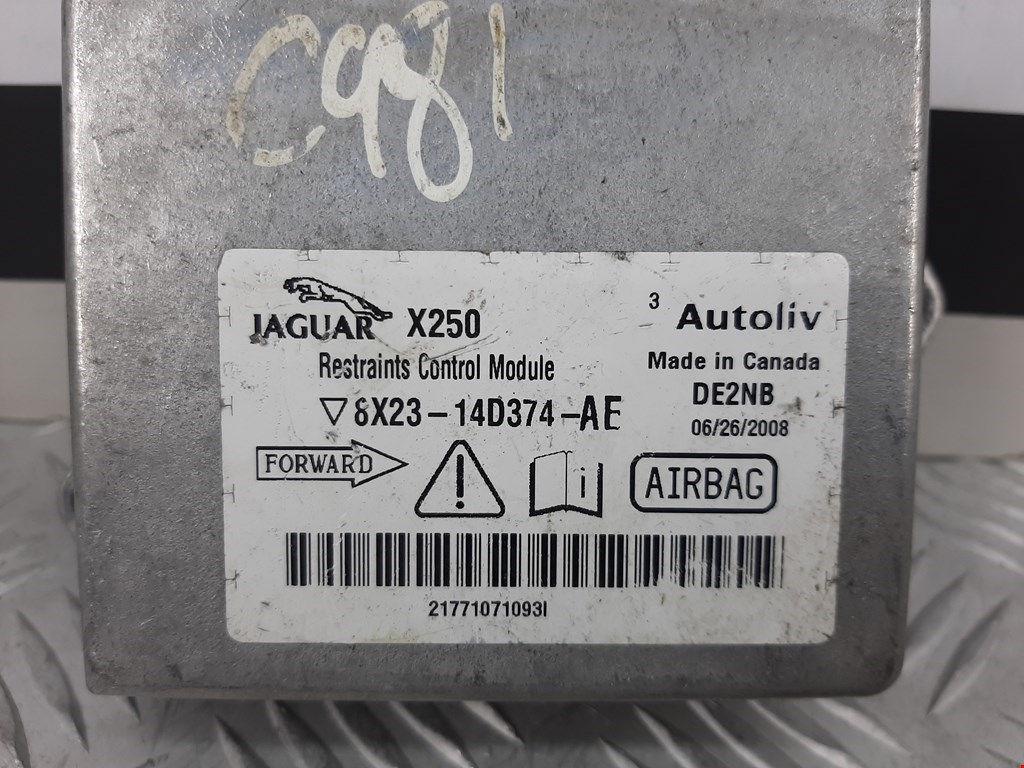 C981
JAGUAR X250
3 Autoliv
Restraints Control Module
Made in Canada
8X23-14D374-AE
DE2NB
06/26/2008
FORWARD
i
AIRBAG
21771071093I